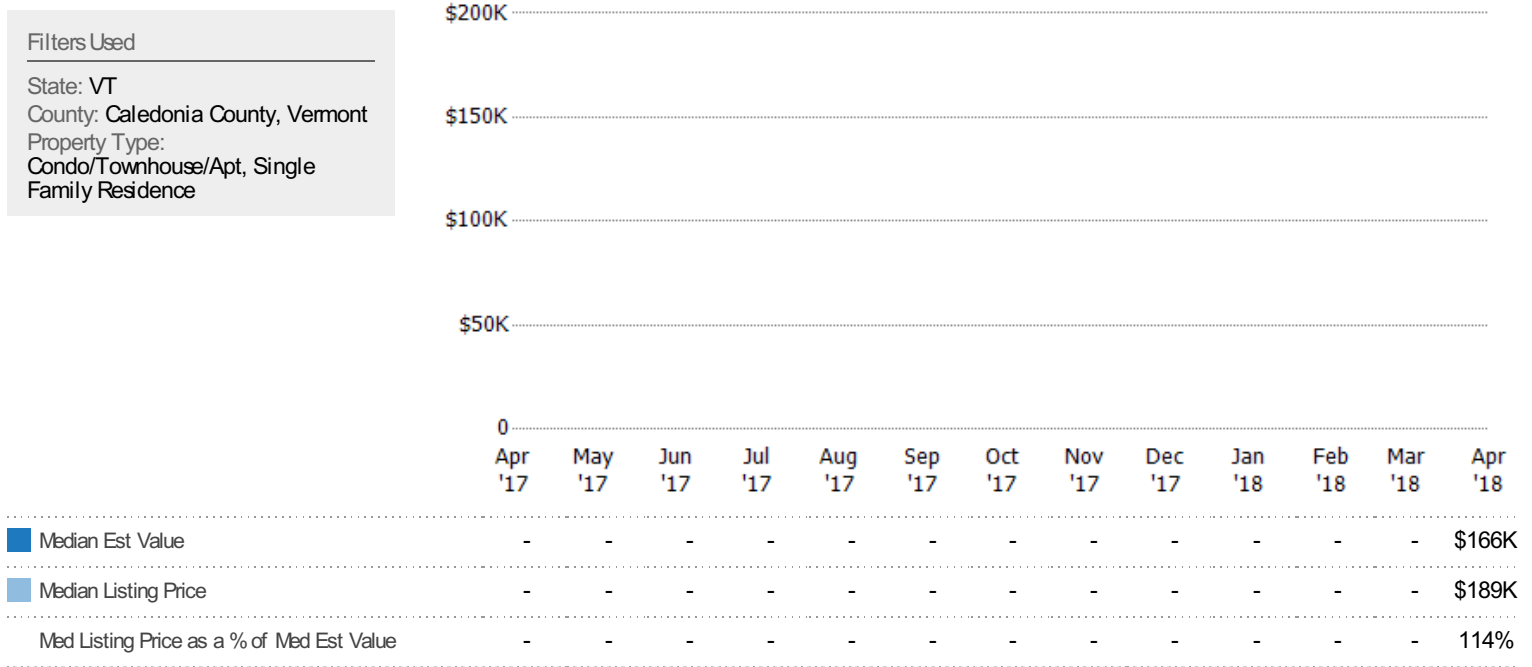 Filters Used
State: VT
County: Caledonia County, Vermont
Property Type:
Condo/Townhouse/Apt, Single
Family Residence
$200K
$150K
$100K
$50K
0
Apr May Jun Jul Aug Sep Oct Nov Dec Jan Feb Mar Apr
'17 '17 '17 '17 '17 '17 '17 '17 '17 '18 '18 '18 '18
Median Est Value - - - - - - - - - - - - $166K
Median Listing Price - - - - - - - - - - - - $189K
Med Listing Price as a % of Med Est Value - - - - - - - - - - - - 114%